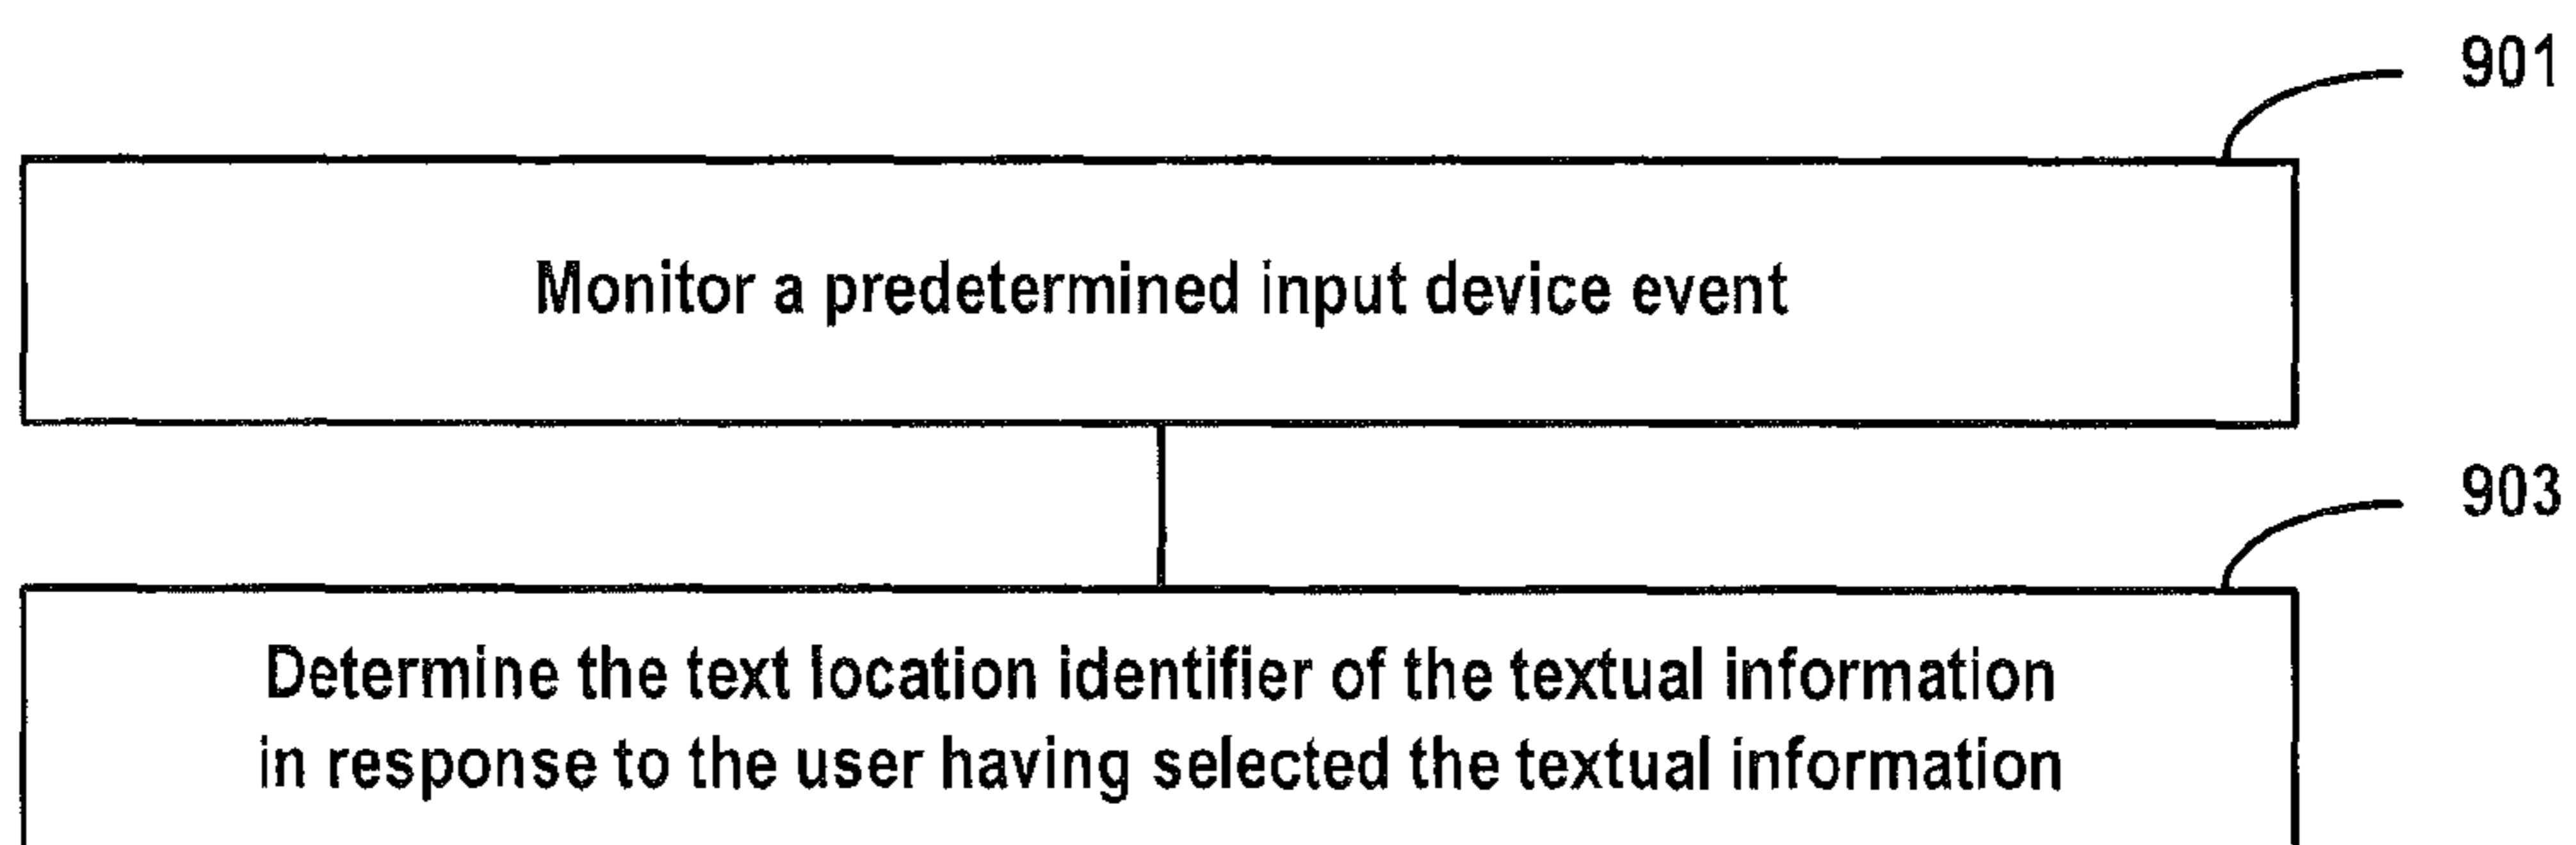 901
Monitor a predetermined input device event
903
Determine the text location identifier of the textual information
in response to the user having selected the textual information